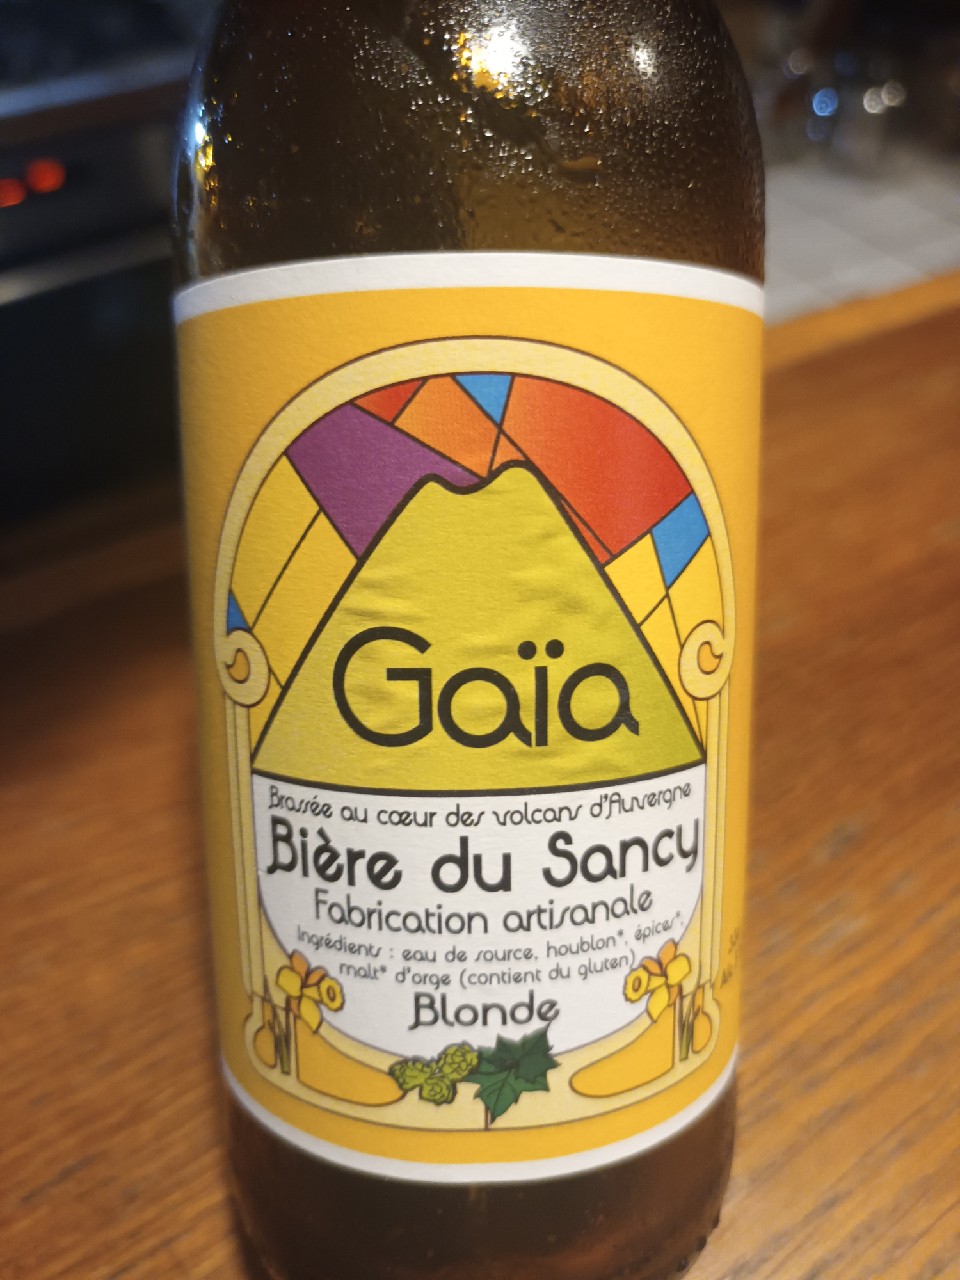 Gaïa
Brassée au cœur des volcans d'Auvergne
Bière du Sancy
Fabrication artisanale
Ingrédients : eau de source, houblon*, épices*,
malt* d'orge (contient du gluten)
Blonde